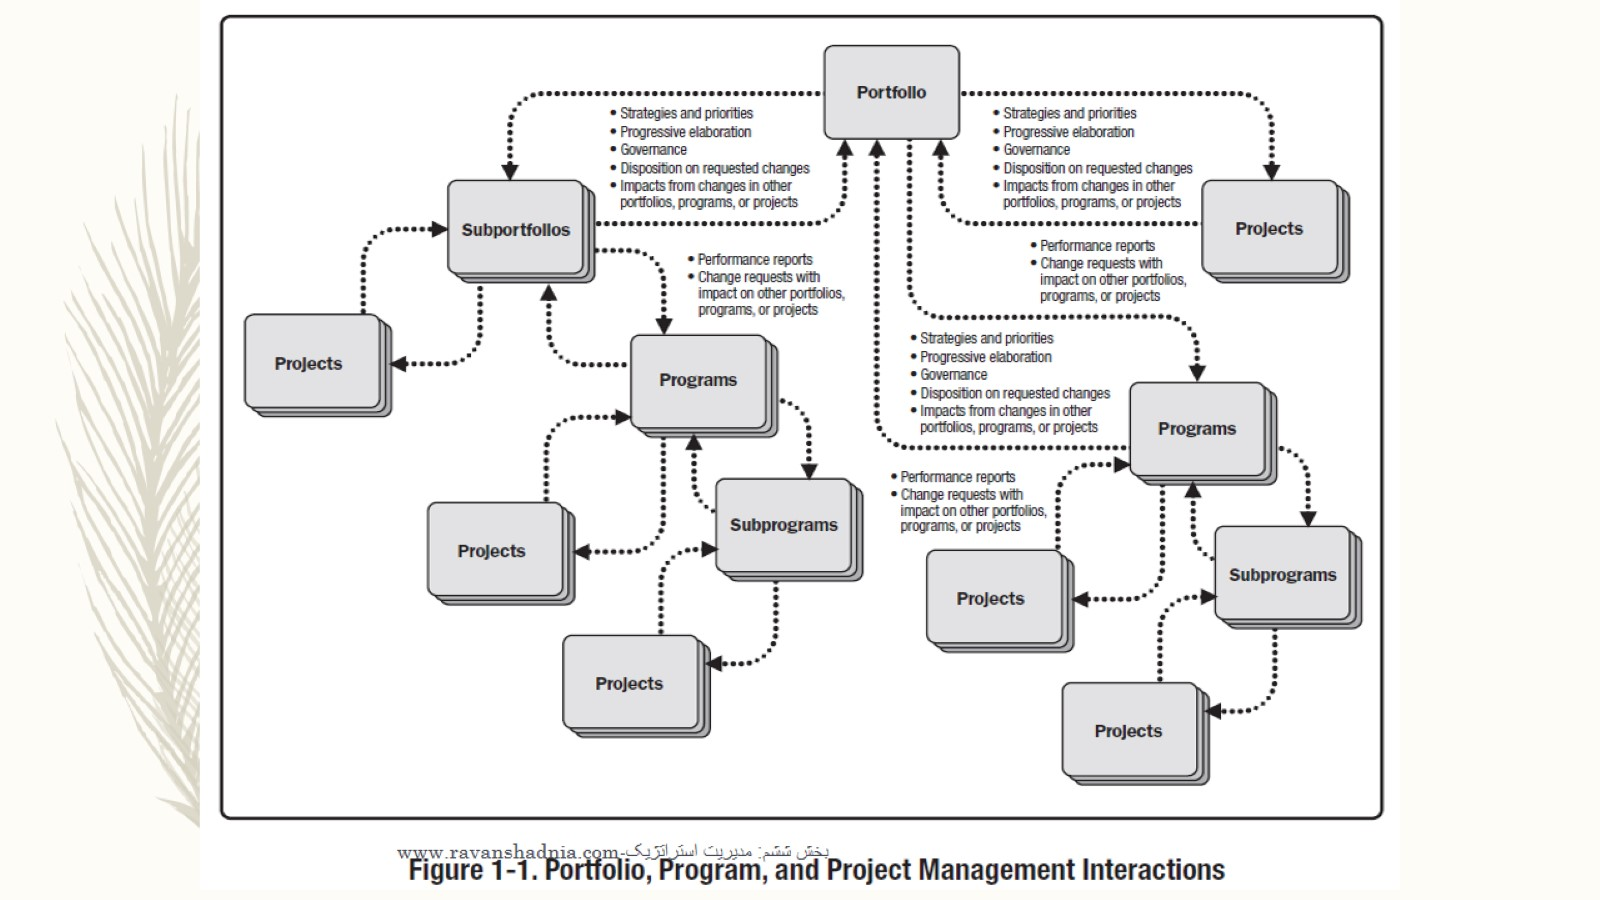 Portfolio
• Strategies and priorities
• Progressive elaboration
• Governance
• Disposition on requested changes
• Impacts from changes in other
portfolios, programs, or projects
• Strategies and priorities
• Progressive elaboration
• Governance
• Disposition on requested changes
• Impacts from changes in other
portfolios, programs, or projects
Subportfolios
Projects
• Performance reports
• Change requests with
impact on other portfolios,
programs, or projects
• Performance reports
• Change requests with
impact on other portfolios,
programs, or projects
Projects
Programs
• Strategies and priorities
• Progressive elaboration
• Governance
• Disposition on requested changes
• Impacts from changes in other
portfolios, programs, or projects
Programs
• Performance reports
• Change requests with
impact on other portfolios,
programs, or projects
Projects
Subprograms
Projects
Subprograms
Projects
Projects
بخش ششم: مدیریت استراتژیک-www.ravanshadnia.com
Figure 1-1. Portfolio, Program, and Project Management Interactions